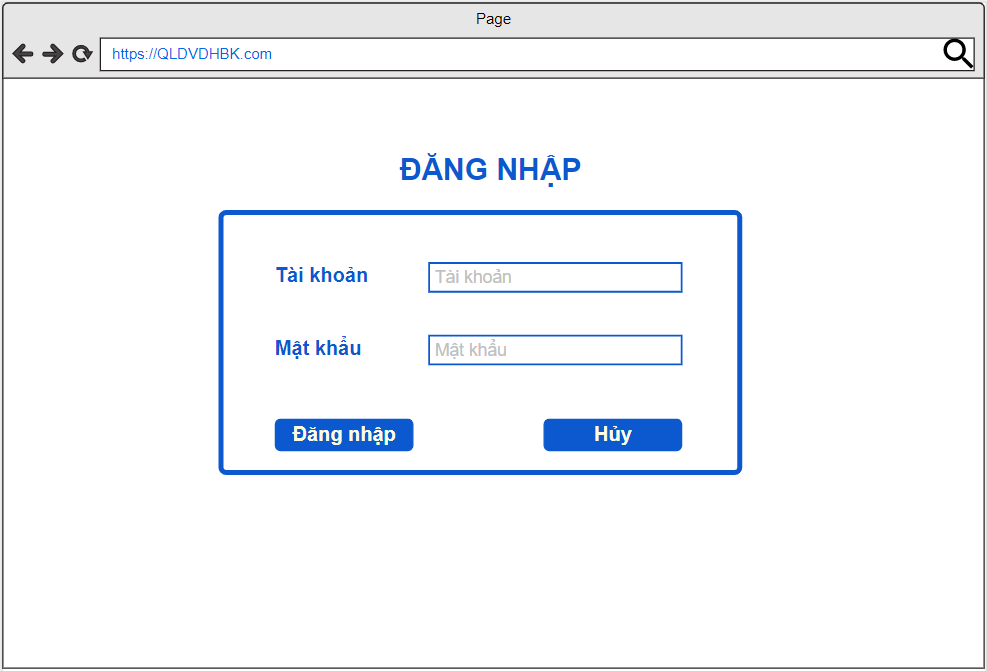 Page
https://QLDVDHBK.com
ĐĂNG NHẬP
Tài khoản Tài khoản
Mật khẩu Mật khẩu
Đăng nhập Hủy